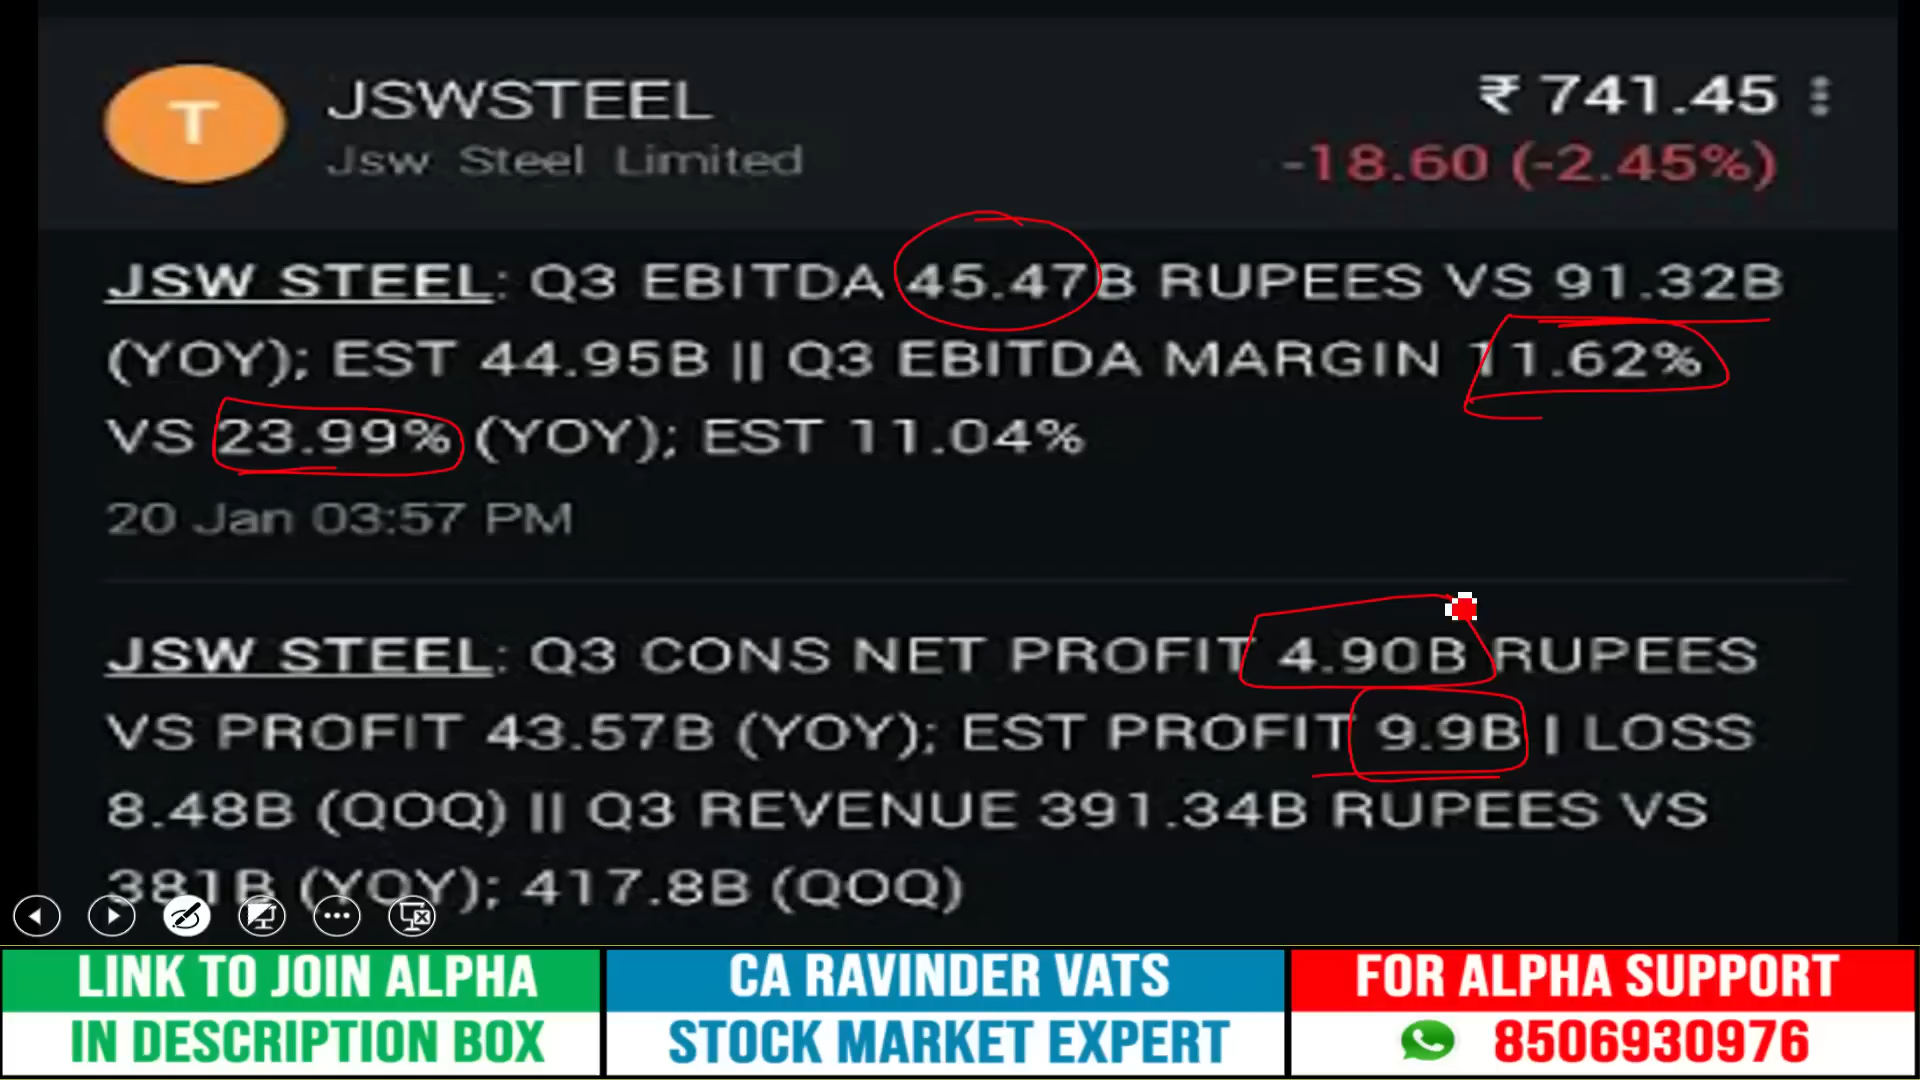 T
JSWSTEEL
₹ 741.45
Jsw Steel Limited
-18.60 (-2.45%)
JSW STEEL: Q3 EBITDA 45.47B RUPEES VS 91.32B
(YOY); EST 44.95B || Q3 EBITDA MARGIN 11.62%
VS 23.99% (YOY); EST 11.04%
20 Jan 03:57 PM
JSW STEEL: Q3 CONS NET PROFIT 4.90B RUPEES
VS PROFIT 43.57B (YOY); EST PROFIT 9.9B | LOSS
8.48B (QOQ) || Q3 REVENUE 391.34B RUPEES VS
381B (YOY); 417.8B (QOQ)
LINK TO JOIN ALPHA
IN DESCRIPTION BOX
CA RAVINDER VATS
STOCK MARKET EXPERT
FOR ALPHA SUPPORT
8506930976